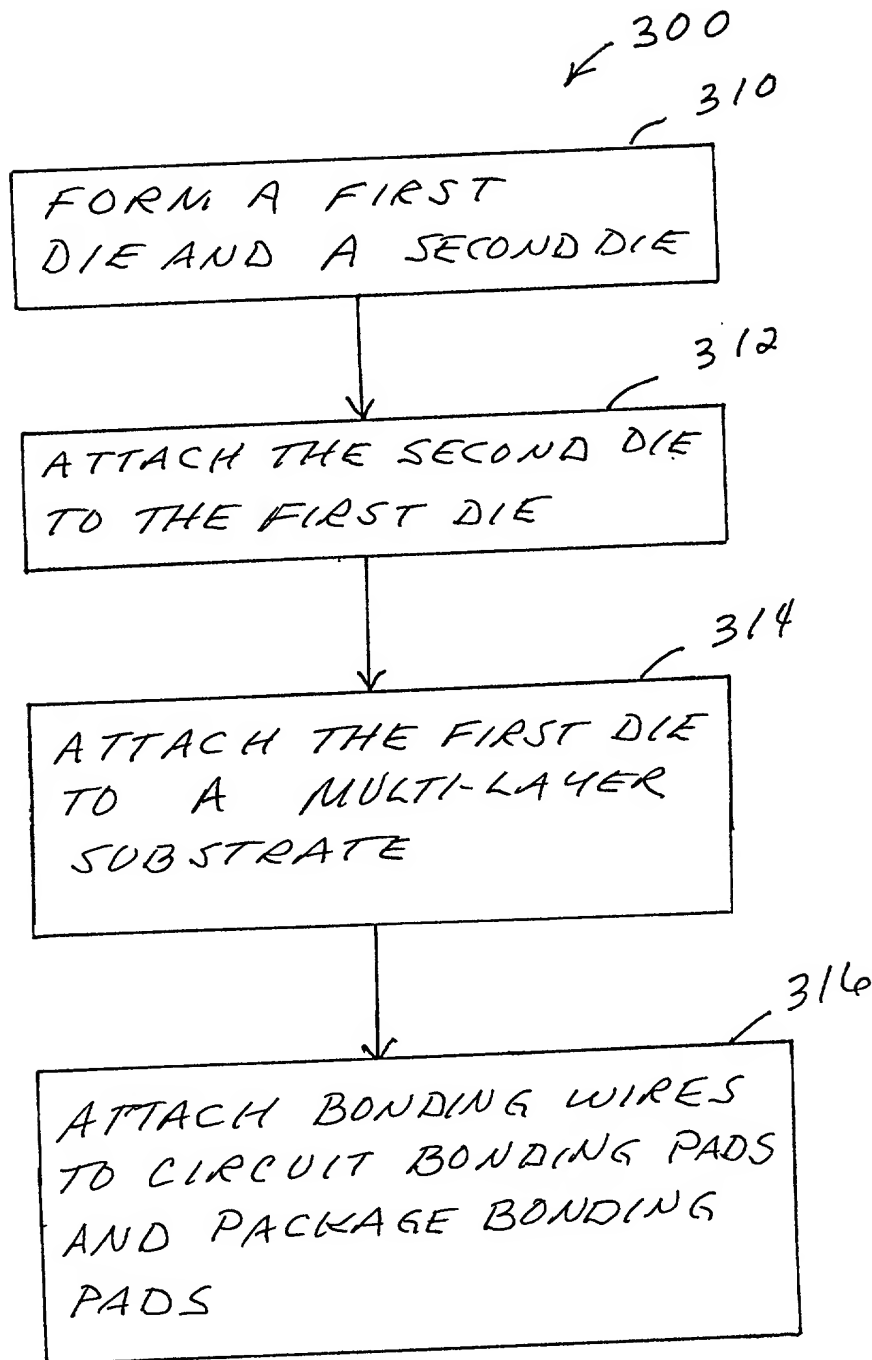 300
310
FORM A FIRST
DIE AND A SECOND DIE
312
ATTACH THE SECOND DIE
TO THE FIRST DIE
314
ATTACH THE FIRST DIE
TO A MULTI-LAYER
SUBSTRATE
316
ATTACH BONDING WIRES
TO CIRCUIT BONDING PADS
AND PACKAGE BONDING
PADS